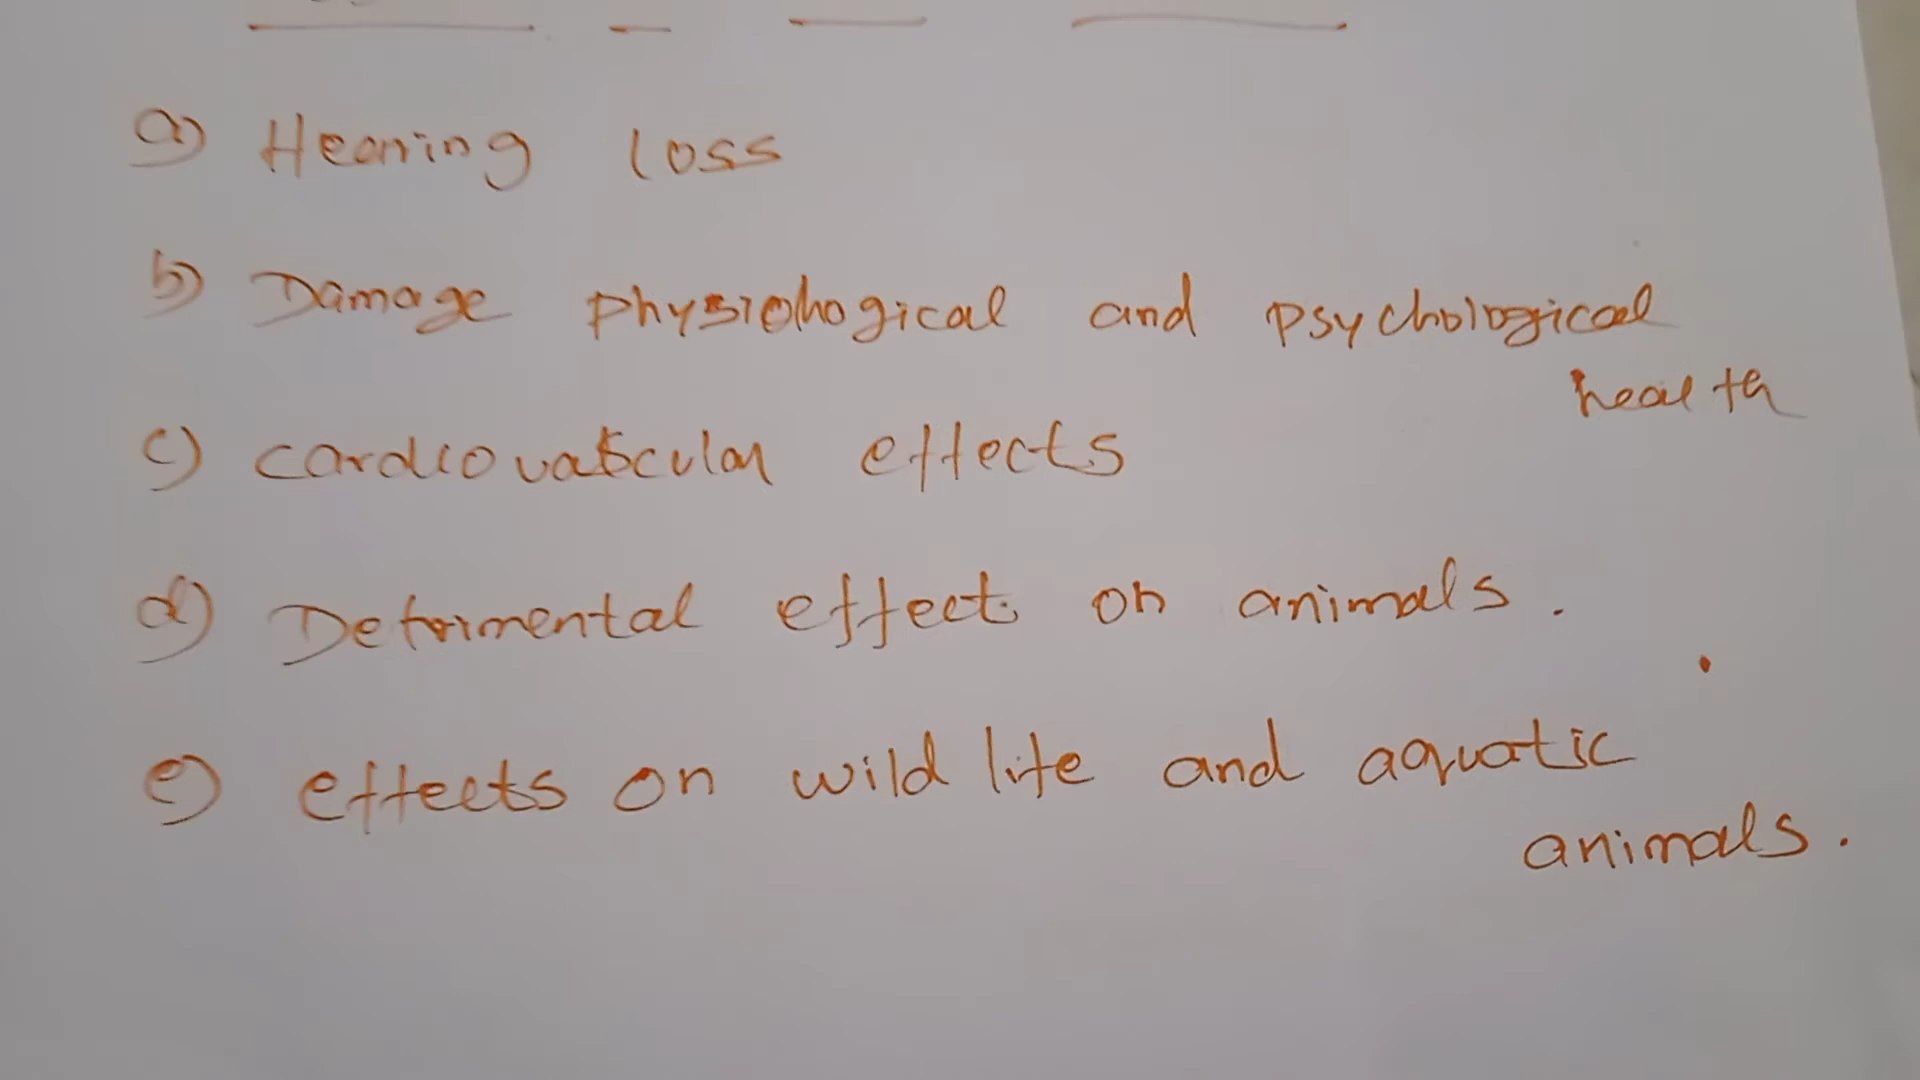 a) Hearing loss
b) Damage physiological and psychological
health
c) cardiovascular effects
d) Detrimental effect on animals.
e) effects on wild life and aquatic
animals.